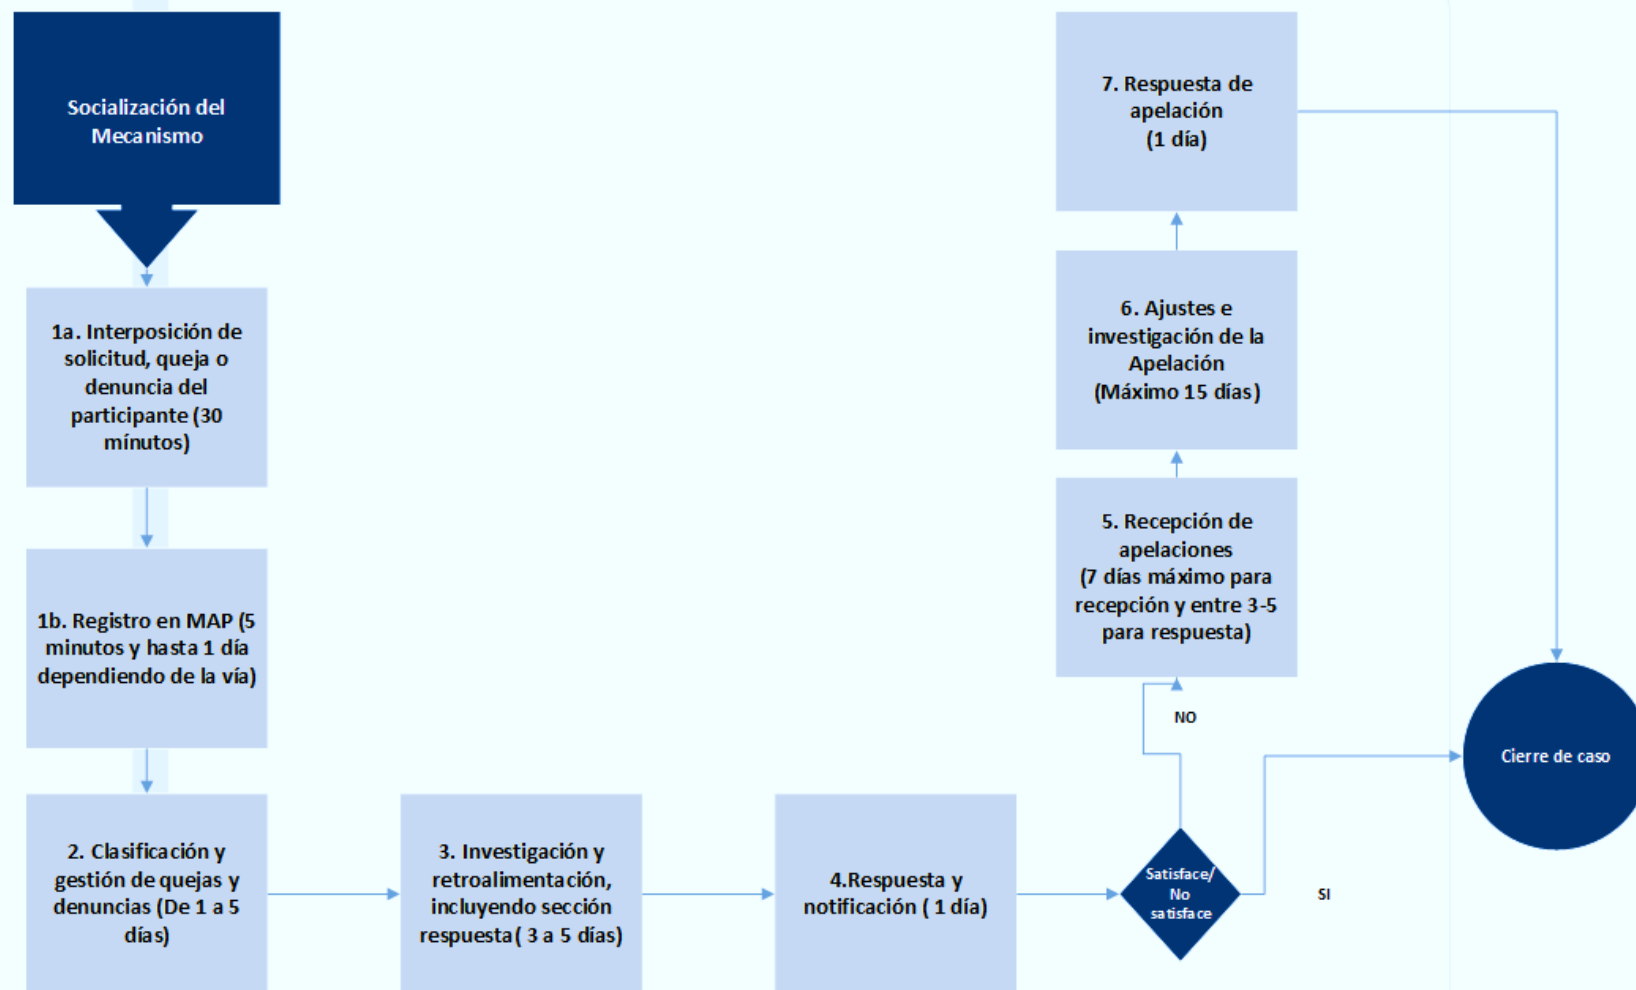 Socialización del
Mecanismo
1a. Interposición de
solicitud, queja o
denuncia del
participante (30
mínutos)
1b. Registro en MAP (5
minutos y hasta 1 día
dependiendo de la vía)
2. Clasificación y
gestión de quejas y
denuncias (De 1 a 5
días)
3. Investigación y
retroalimentación,
incluyendo sección
respuesta( 3 a 5 días)
4.Respuesta y
notificación ( 1 día)
Satisface/
No
satisface
NO
SI
5. Recepción de
apelaciones
(7 días máximo para
recepción y entre 3-5
para respuesta)
6. Ajustes e
investigación de la
Apelación
(Máximo 15 días)
7. Respuesta de
apelación
(1 día)
Cierre de caso